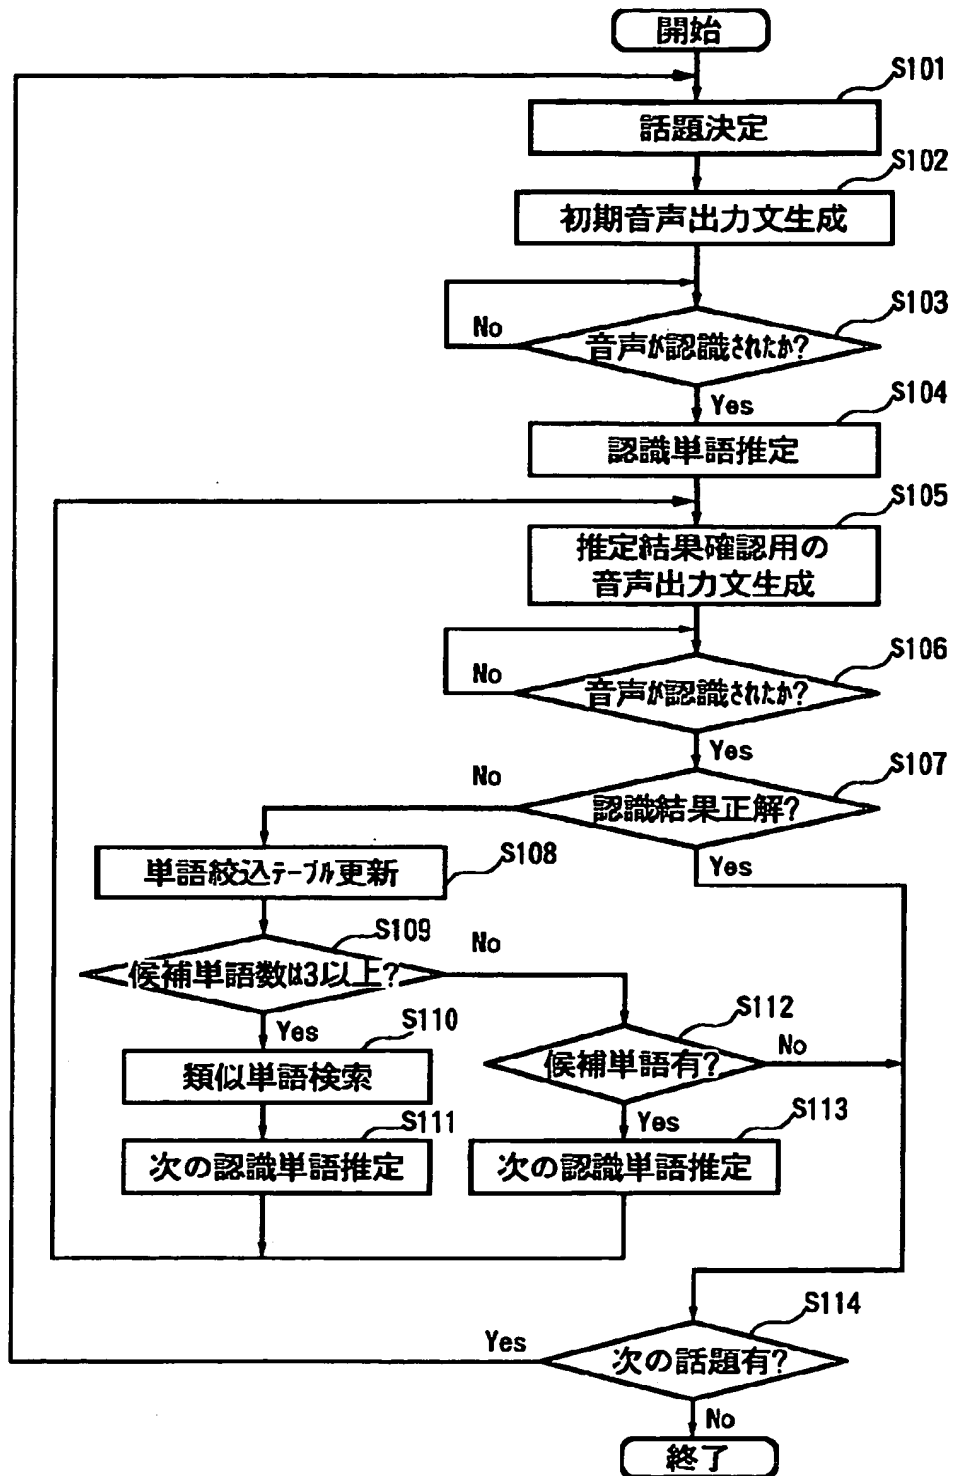 開始
S101
話題決定
S102
初期音声出力文生成
S103
音声が認識されたか?
No
Yes
S104
認識単語推定
S105
推定結果確認用の
音声出力文生成
S106
音声が認識されたか?
No
Yes
S107
認識結果正解?
No
Yes
S108
単語絞込テーブル更新
S109
候補単語数は3以上?
No
Yes
S110
類似単語検索
S111
次の認識単語推定
S112
候補単語有?
No
Yes
S113
次の認識単語推定
S114
次の話題有?
Yes
No
終了